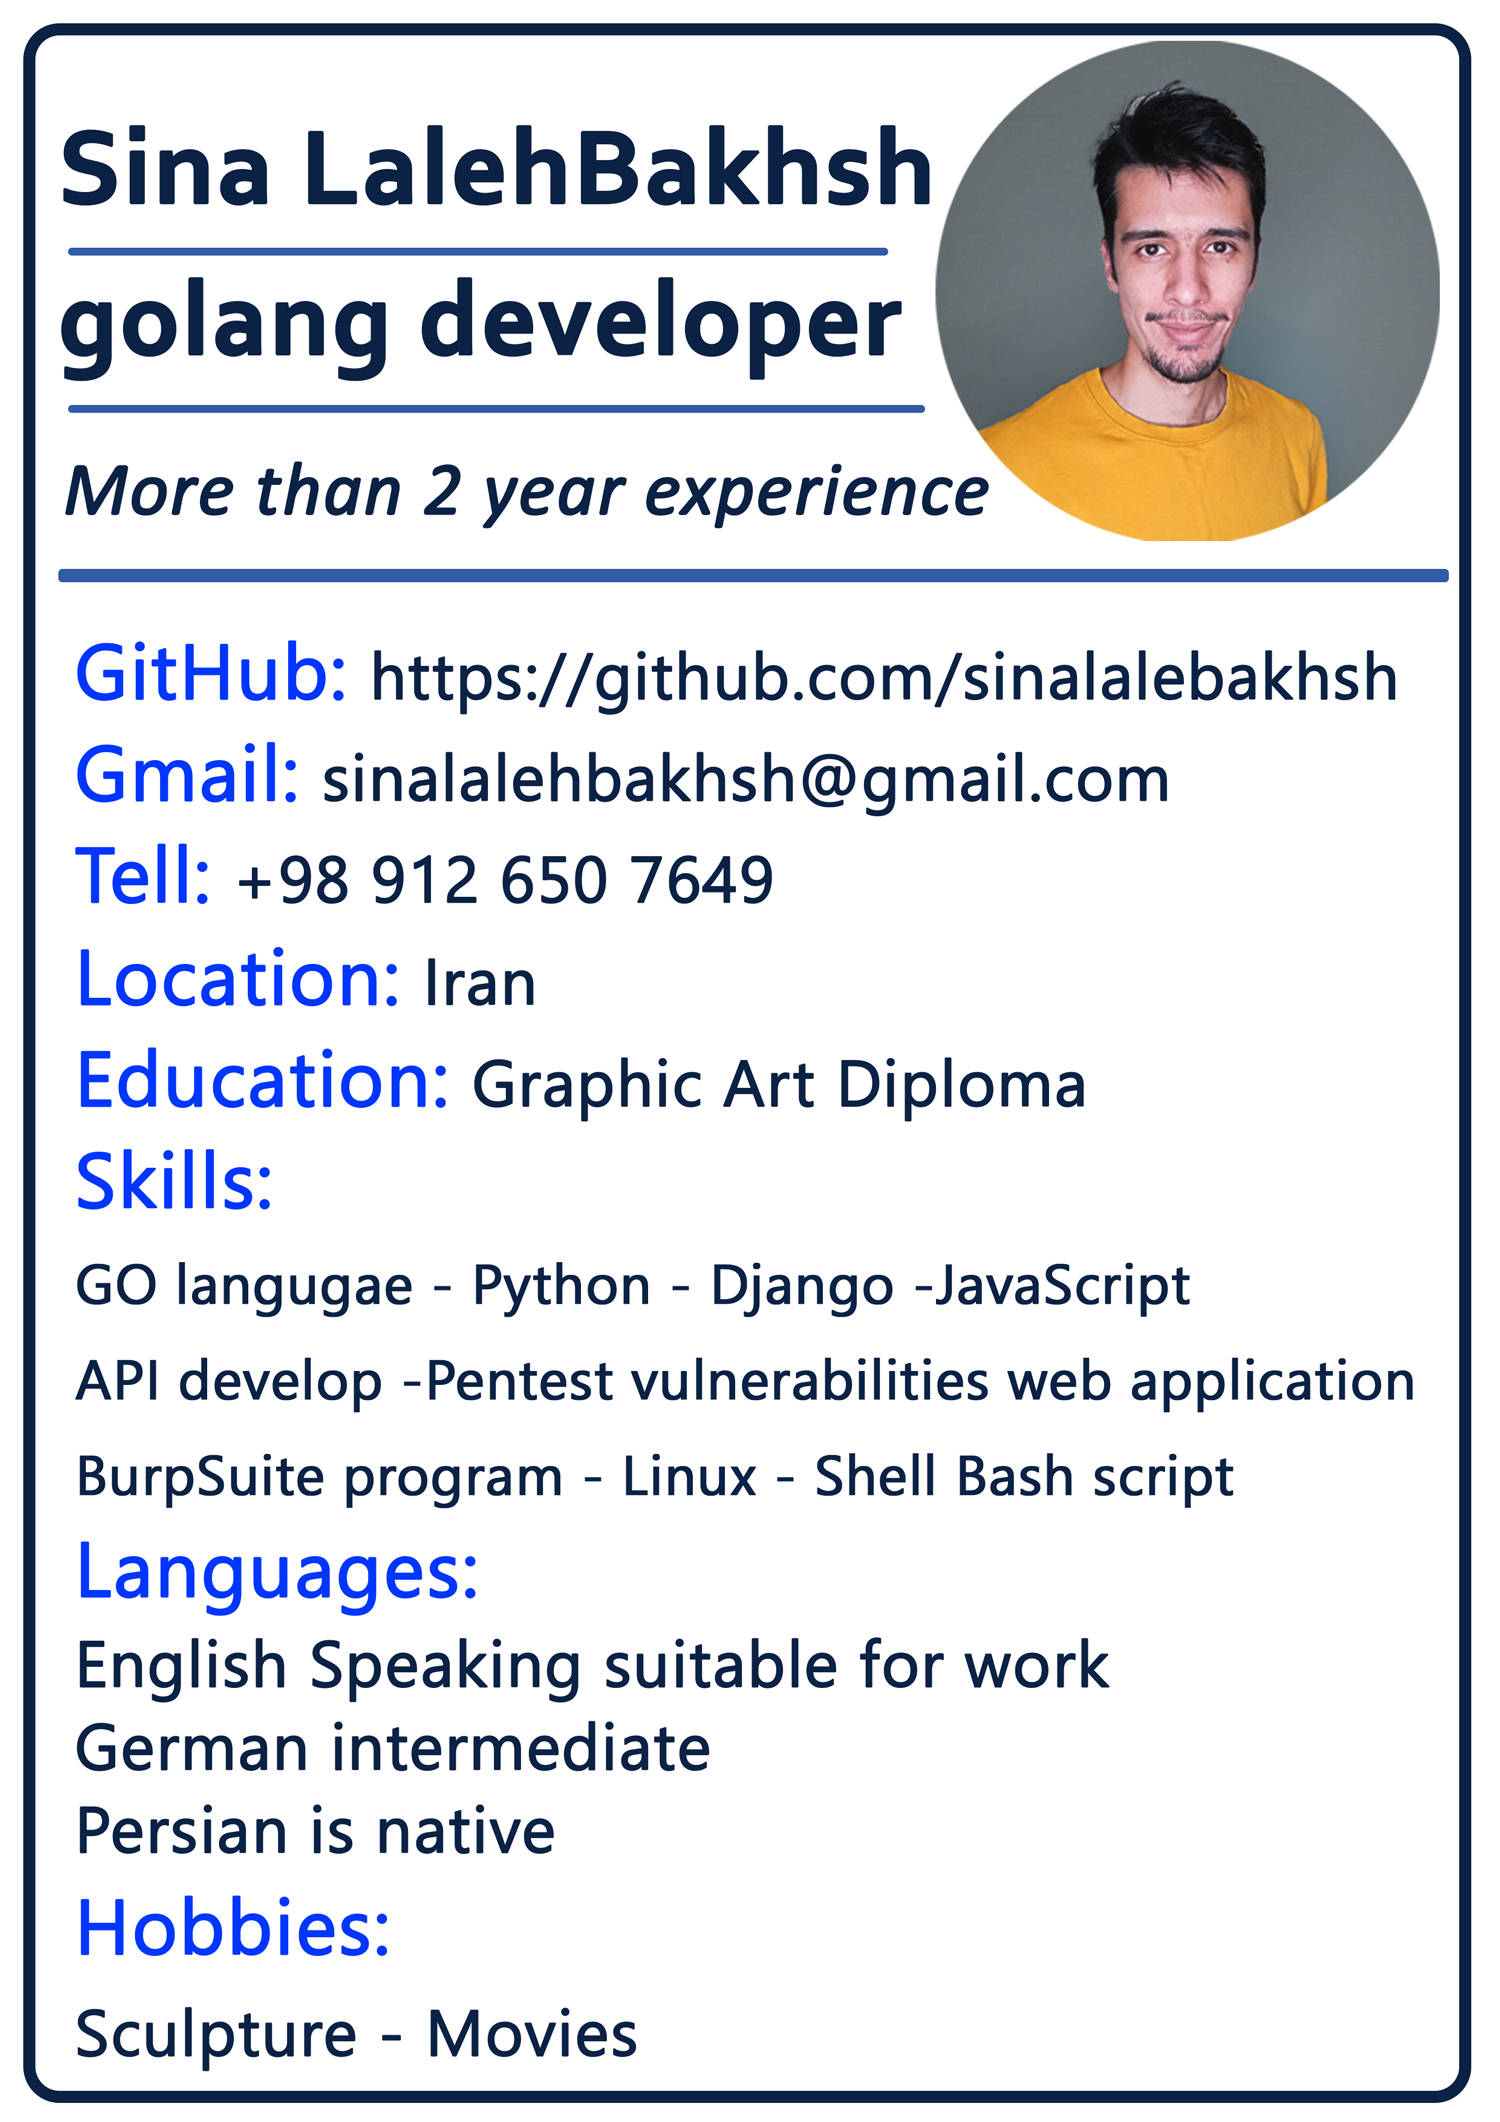 Sina LalehBakhsh
golang developer
More than 2 year experience
GitHub: https://github.com/sinalalebakhsh
Gmail: sinalalehbakhsh@gmail.com
Tell: +98 912 650 7649
Location: Iran
Education: Graphic Art Diploma
Skills:
GO langugae - Python - Django -JavaScript
API develop -Pentest vulnerabilities web application
BurpSuite program - Linux - Shell Bash script
Languages:
English Speaking suitable for work
German intermediate
Persian is native
Hobbies:
Sculpture - Movies